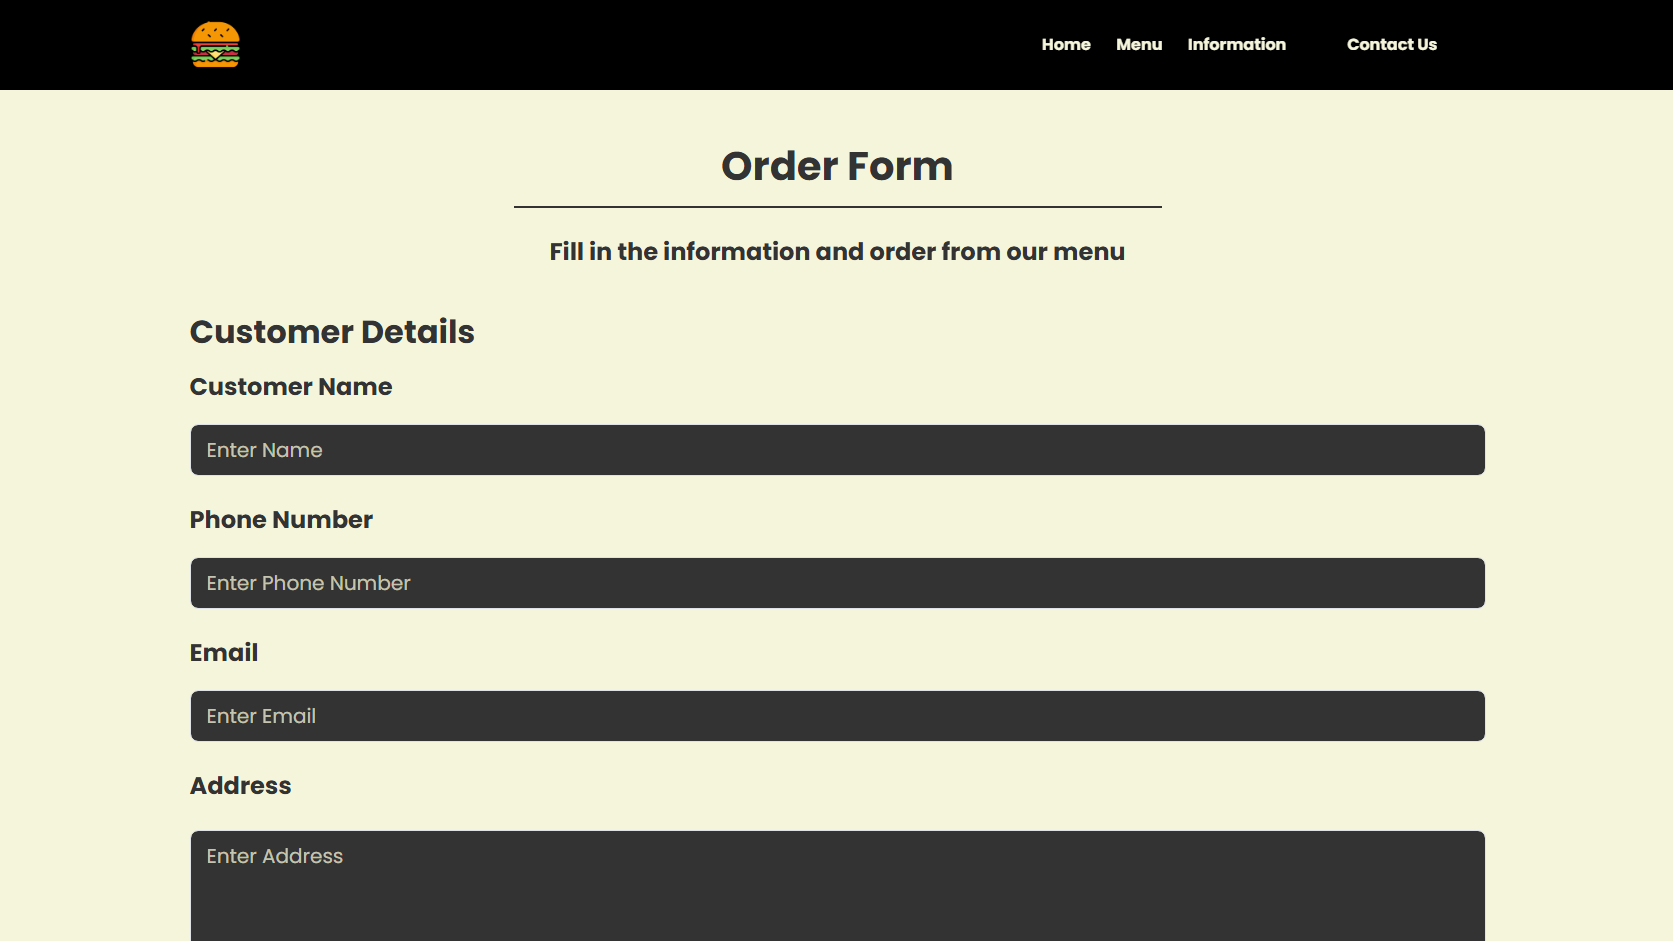 Home Menu Information Contact Us
Order Form
Fill in the information and order from our menu
Customer Details
Customer Name
Enter Name
Phone Number
Enter Phone Number
Email
Enter Email
Address
Enter Address